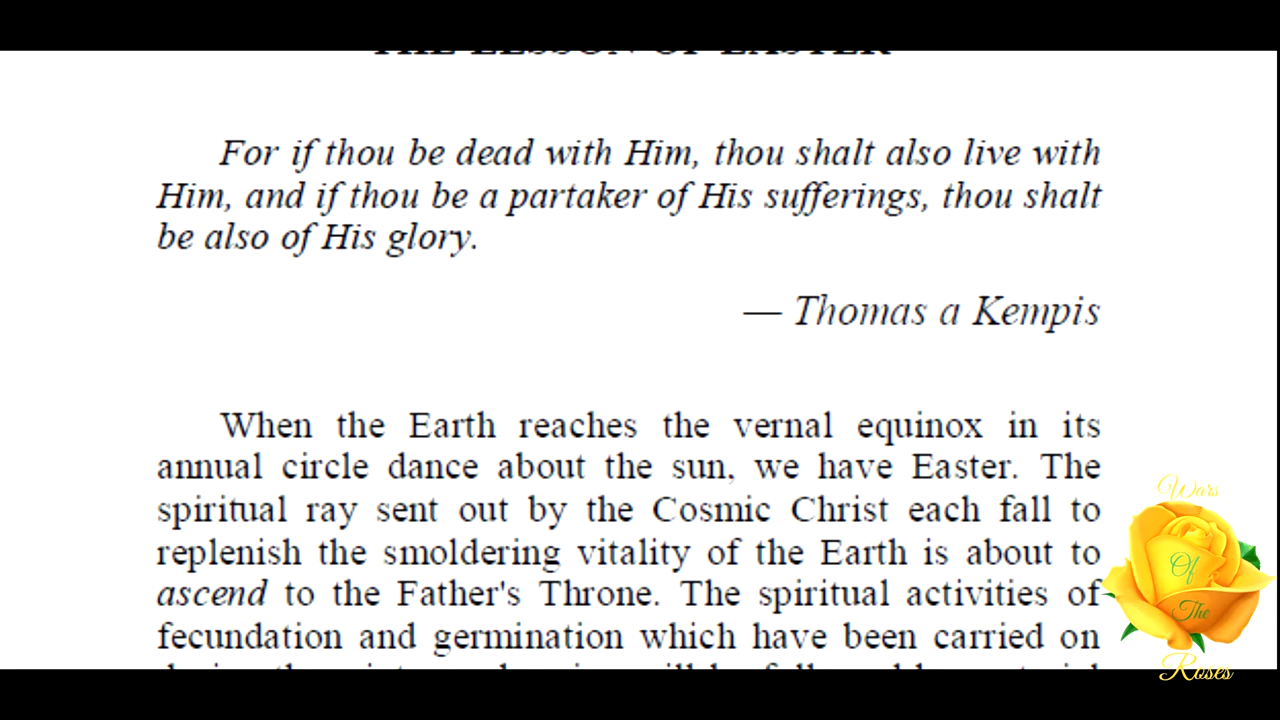 THE LESSON OF EASTER
For if thou be dead with Him, thou shalt also live with
Him, and if thou be a partaker of His sufferings, thou shalt
be also of His glory.
— Thomas a Kempis
When the Earth reaches the vernal equinox in its
annual circle dance about the sun, we have Easter. The
spiritual ray sent out by the Cosmic Christ each fall to
replenish the smoldering vitality of the Earth is about to
ascend to the Father's Throne. The spiritual activities of
fecundation and germination which have been carried on
Wars
Of
The
Roses